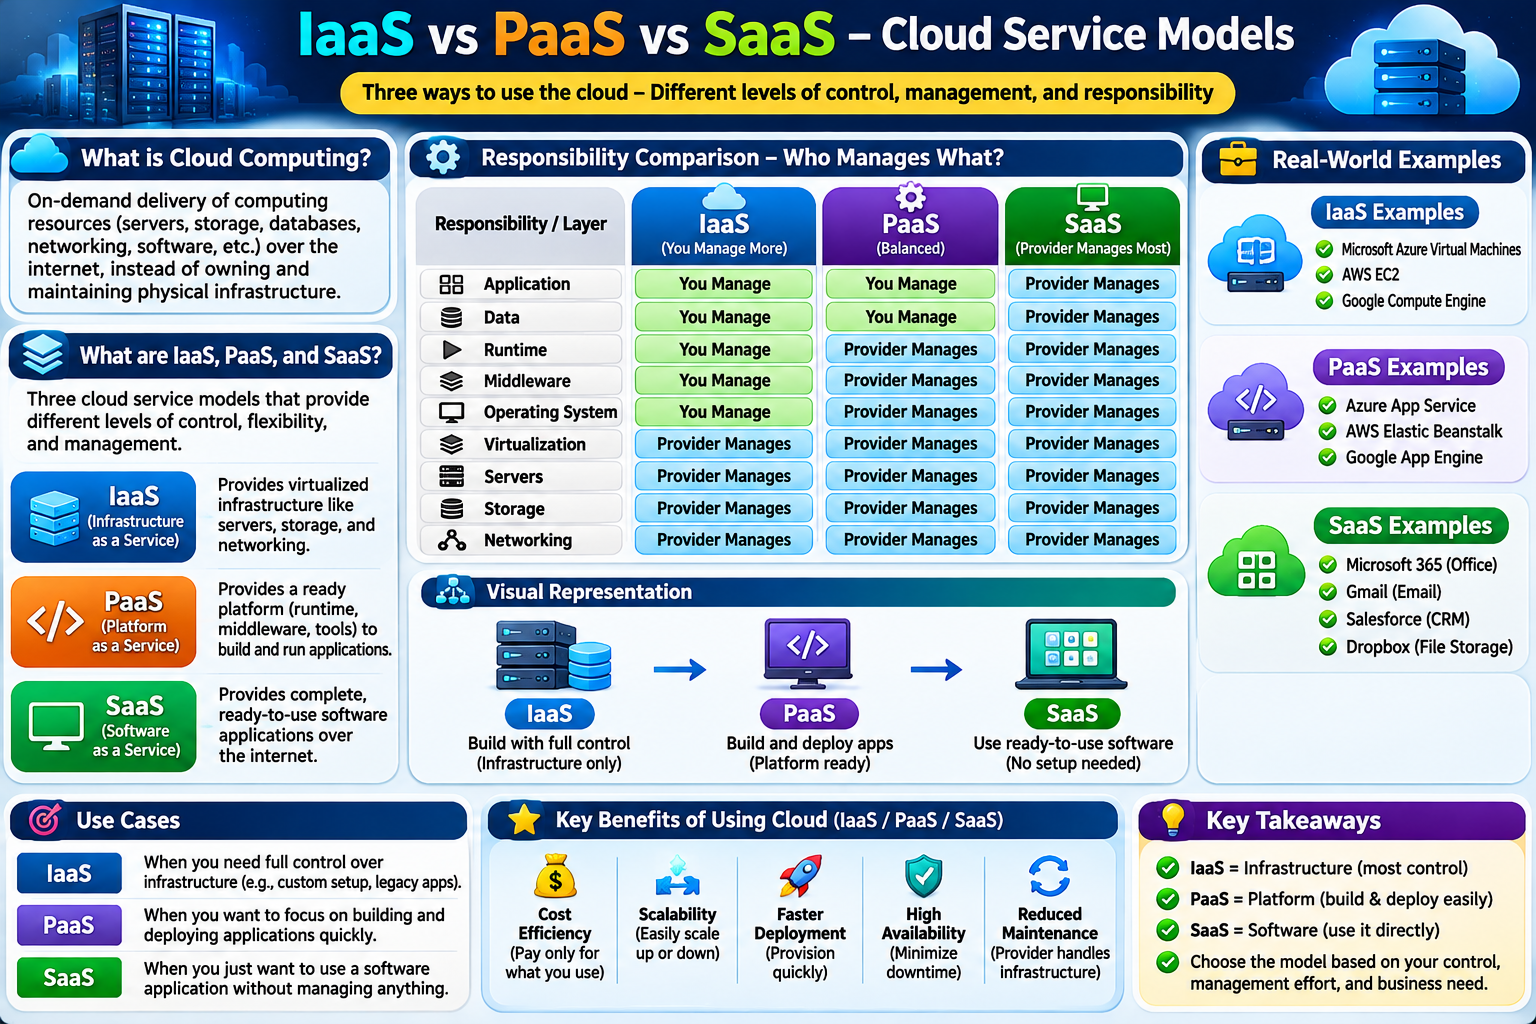 IaaS vs PaaS vs SaaS – Cloud Service Models
Three ways to use the cloud – Different levels of control, management, and responsibility
What is Cloud Computing?
On-demand delivery of computing
resources (servers, storage, databases,
networking, software, etc.) over the
internet, instead of owning and
maintaining physical infrastructure.
What are IaaS, PaaS, and SaaS?
Three cloud service models that provide
different levels of control, flexibility,
and management.
IaaS
(Infrastructure
as a Service)
Provides virtualized
infrastructure like
servers, storage, and
networking.
PaaS
(Platform
as a Service)
Provides a ready
platform (runtime,
middleware, tools) to
build and run applications.
SaaS
(Software
as a Service)
Provides complete,
ready-to-use software
applications over
the internet.
Responsibility Comparison – Who Manages What?
Responsibility / Layer
IaaS
(You Manage More)
PaaS
(Balanced)
SaaS
(Provider Manages Most)
Application You Manage You Manage Provider Manages
Data You Manage You Manage Provider Manages
Runtime You Manage Provider Manages Provider Manages
Middleware You Manage Provider Manages Provider Manages
Operating System You Manage Provider Manages Provider Manages
Virtualization Provider Manages Provider Manages Provider Manages
Servers Provider Manages Provider Manages Provider Manages
Storage Provider Manages Provider Manages Provider Manages
Networking Provider Manages Provider Manages Provider Manages
Visual Representation
IaaS
Build with full control
(Infrastructure only)
</>
PaaS
Build and deploy apps
(Platform ready)
SaaS
Use ready-to-use software
(No setup needed)
Real-World Examples
IaaS Examples
Microsoft Azure Virtual Machines
AWS EC2
Google Compute Engine
PaaS Examples
Azure App Service
AWS Elastic Beanstalk
Google App Engine
SaaS Examples
Microsoft 365 (Office)
Gmail (Email)
Salesforce (CRM)
Dropbox (File Storage)
Use Cases
IaaS
When you need full control over
infrastructure (e.g., custom setup, legacy apps).
PaaS
When you want to focus on building and
deploying applications quickly.
SaaS
When you just want to use a software
application without managing anything.
Key Benefits of Using Cloud (IaaS / PaaS / SaaS)
$
Cost
Efficiency
(Pay only for
what you use)
Scalability
(Easily scale
up or down)
Faster
Deployment
(Provision
quickly)
High
Availability
(Minimize
downtime)
Reduced
Maintenance
(Provider handles
infrastructure)
Key Takeaways
IaaS = Infrastructure (most control)
PaaS = Platform (build & deploy easily)
SaaS = Software (use it directly)
Choose the model based on your control,
management effort, and business need.